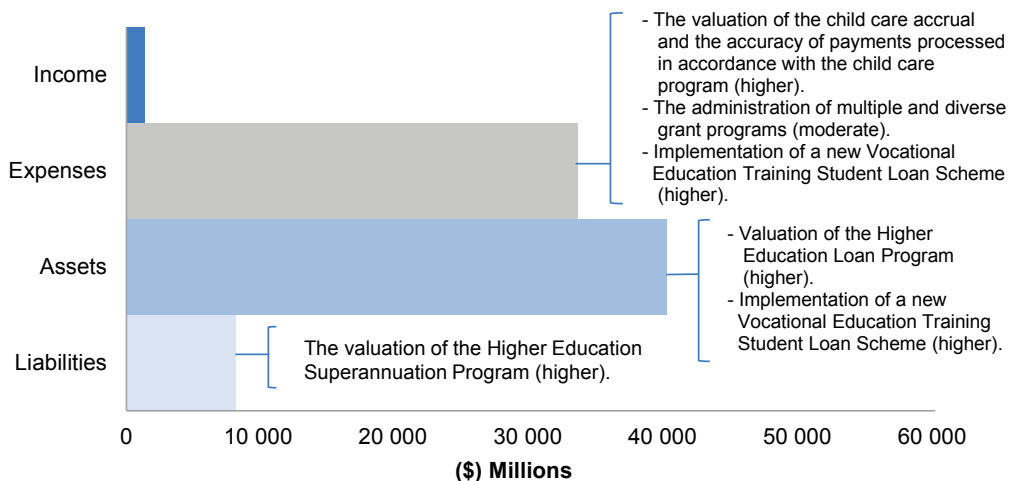 Income
Expenses
Assets
Liabilities
- The valuation of the child care accrual
and the accuracy of payments processed
in accordance with the child care
program (higher).
- The administration of multiple and diverse
grant programs (moderate).
- Implementation of a new Vocational
Education Training Student Loan Scheme
(higher).
- Valuation of the Higher
Education Loan Program
(higher).
- Implementation of a new
Vocational Education Training
Student Loan Scheme (higher).
The valuation of the Higher Education
Superannuation Program (higher).
0 10 000 20 000 30 000 40 000 50 000 60 000
($) Millions